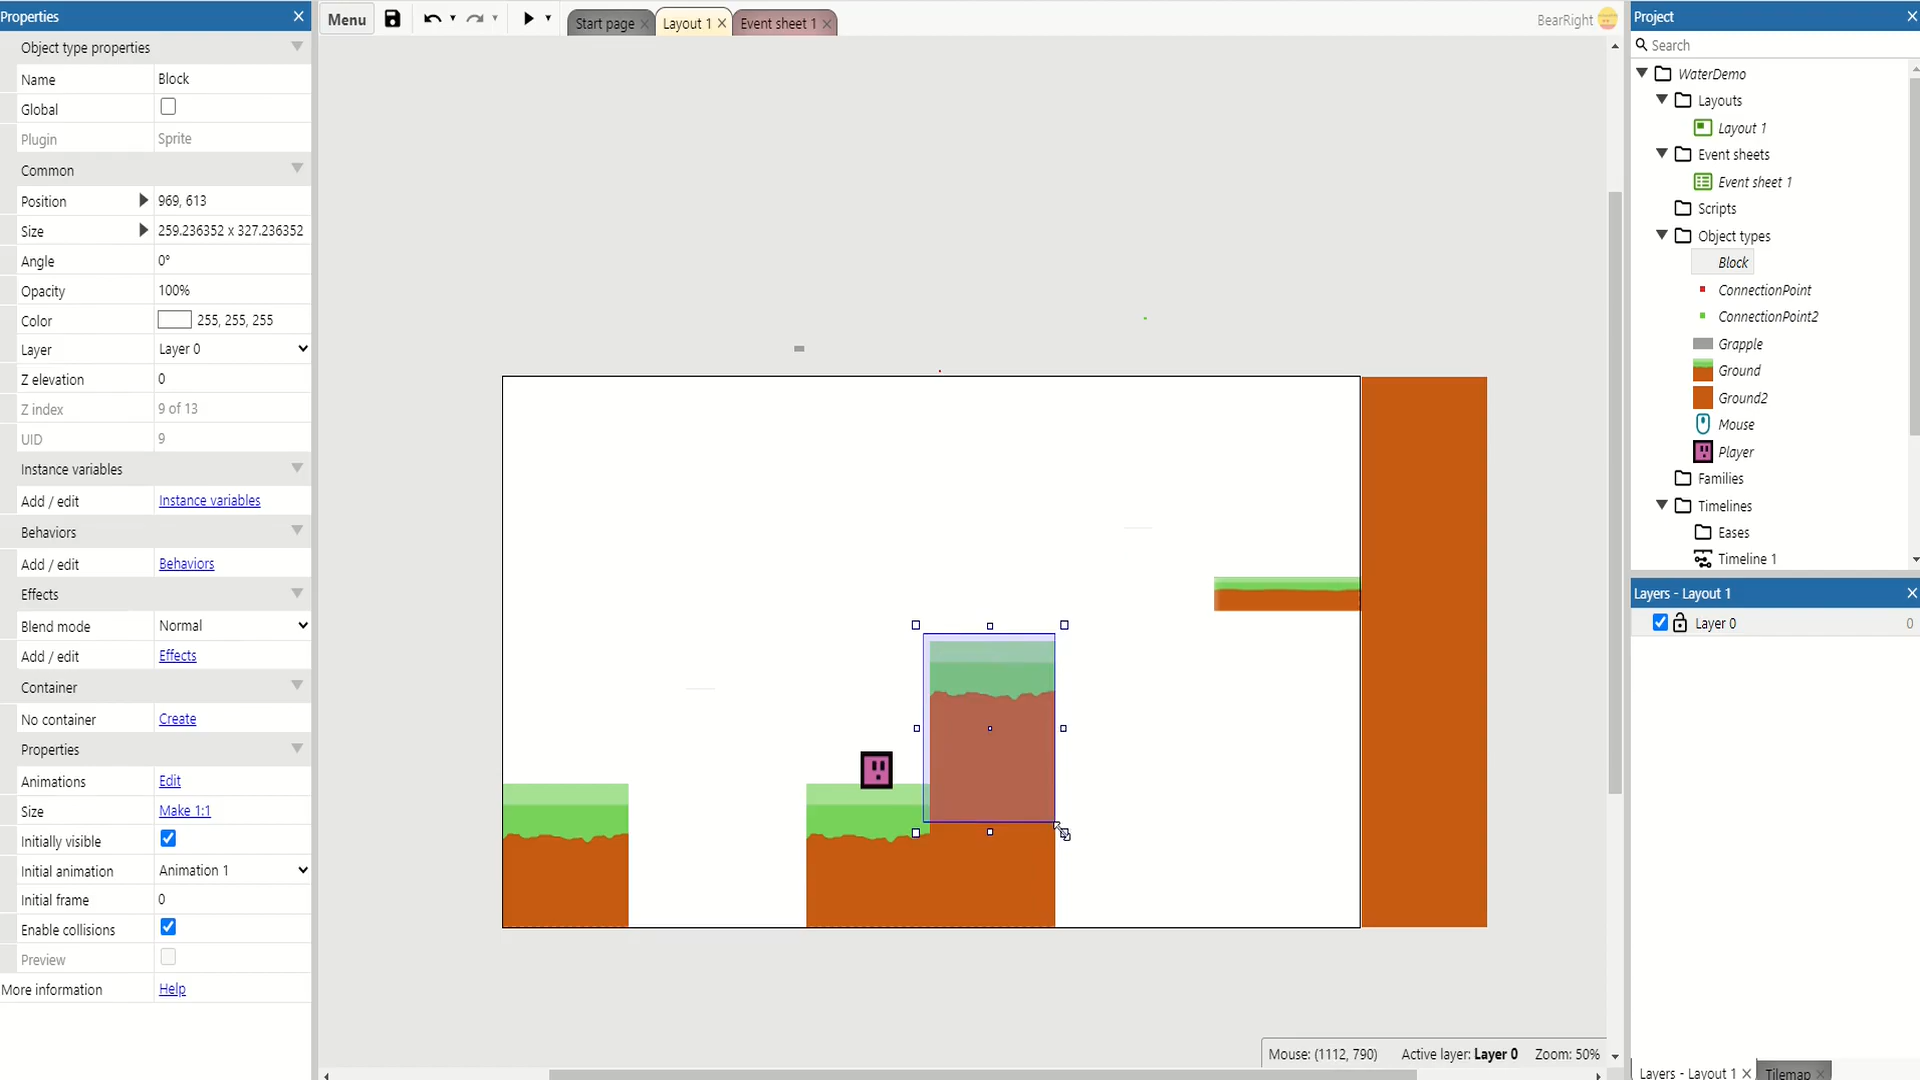 Properties
Object type properties
Name Block
Global
Plugin Sprite
Common
Position 969, 613
Size 259.236352 x 327.236352
Angle 0°
Opacity 100%
Color 255, 255, 255
Layer Layer 0
Z elevation 0
Z index 9 of 13
UID 9
Instance variables
Add / edit Instance variables
Behaviors
Add / edit Behaviors
Effects
Blend mode Normal
Add / edit Effects
Container
No container Create
Properties
Animations Edit
Size Make 1:1
Initially visible
Initial animation Animation 1
Initial frame 0
Enable collisions
Preview
More information Help
Menu
Start page
Layout 1
Event sheet 1
BearRight
Mouse: (1112, 790) Active layer: Layer 0 Zoom: 50%
Project
Search
WaterDemo
Layouts
Layout 1
Event sheets
Event sheet 1
Scripts
Object types
Block
ConnectionPoint
ConnectionPoint2
Grapple
Ground
Ground2
Mouse
Player
Families
Timelines
Eases
Timeline 1
Layers - Layout 1
Layer 0 0
Layers - Layout 1 Tilemap